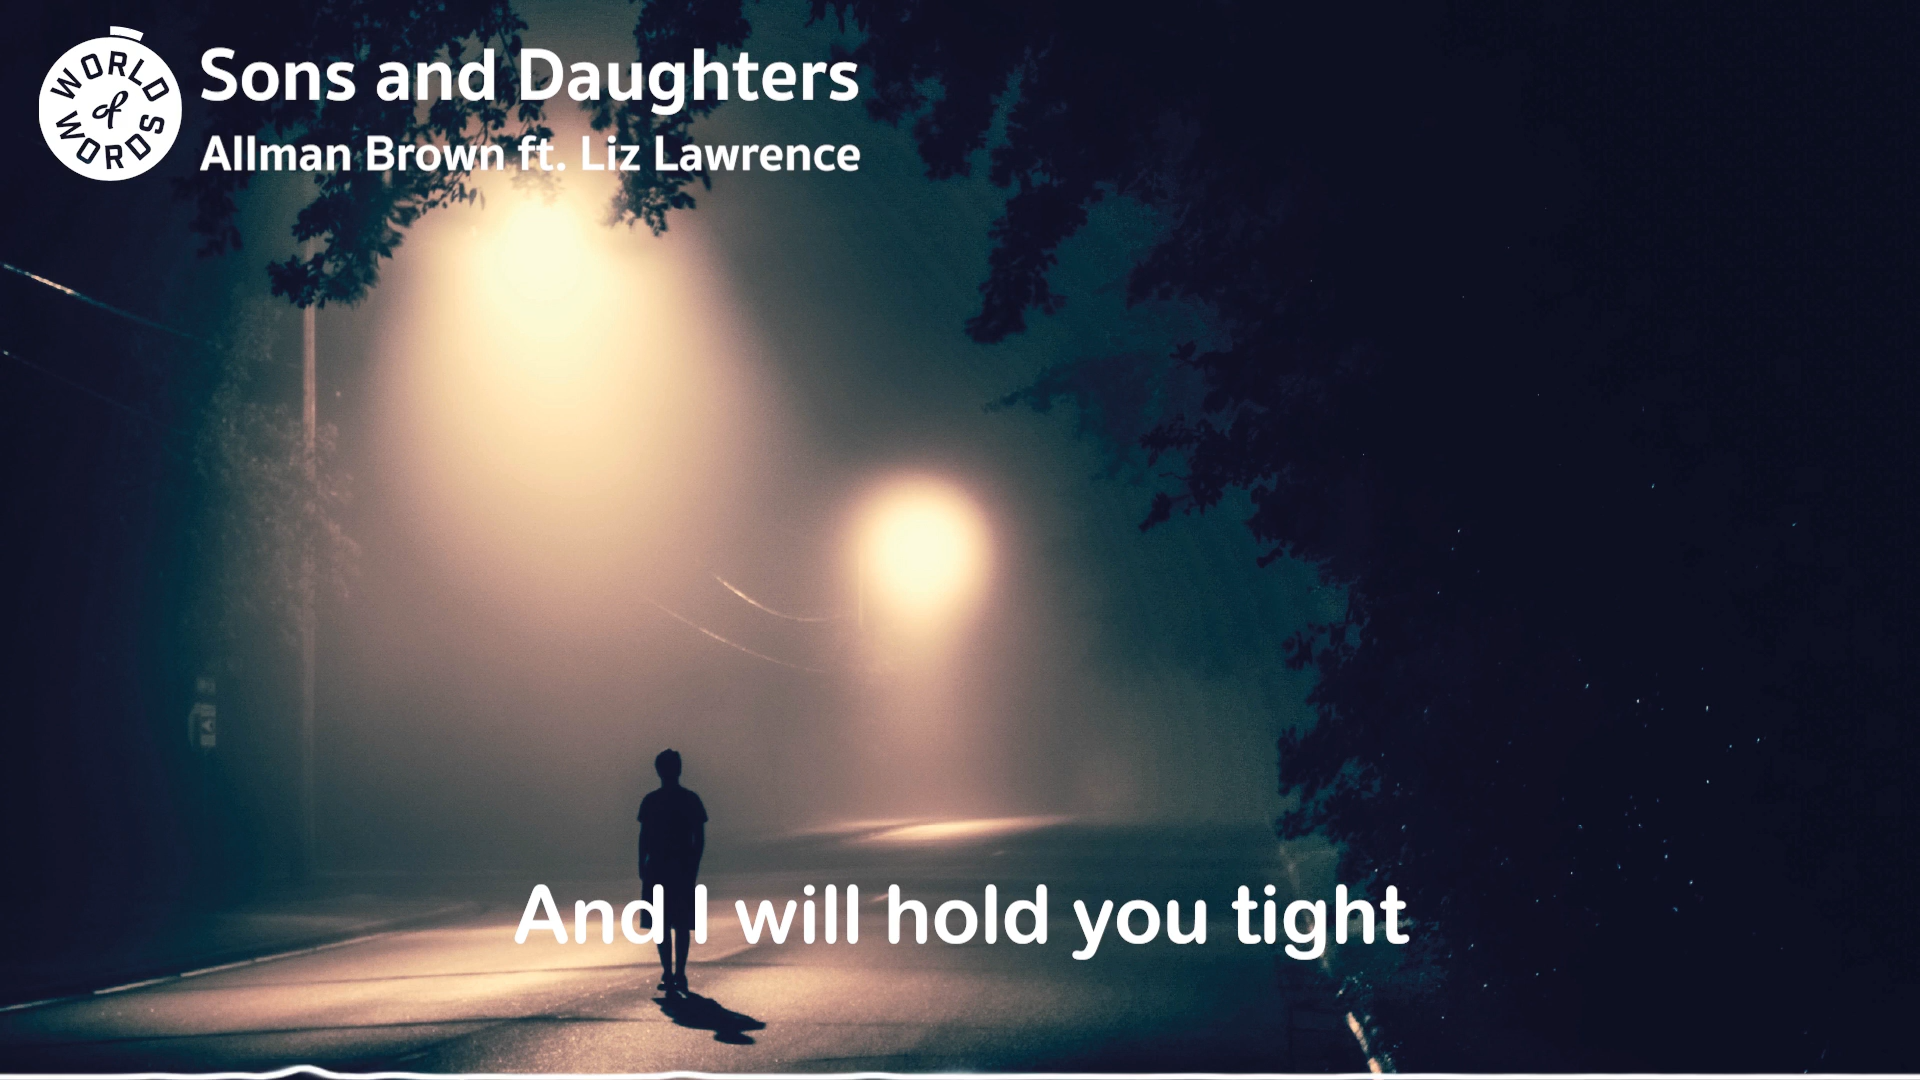 WORLD
of
WORDS
Sons and Daughters
Allman Brown ft. Liz Lawrence
And I will hold you tight